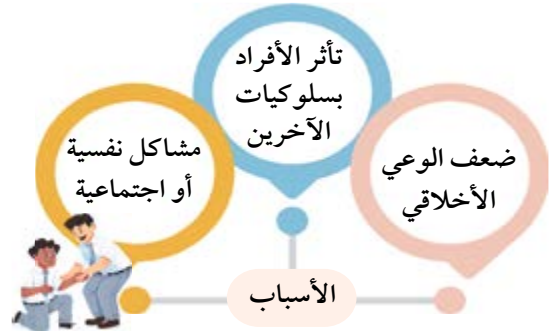 ضعف الوعي
الأخلاقي
تأثر الأفراد
بسلوكيات
الآخرين
مشاكل نفسية
أو اجتماعية
الأسباب